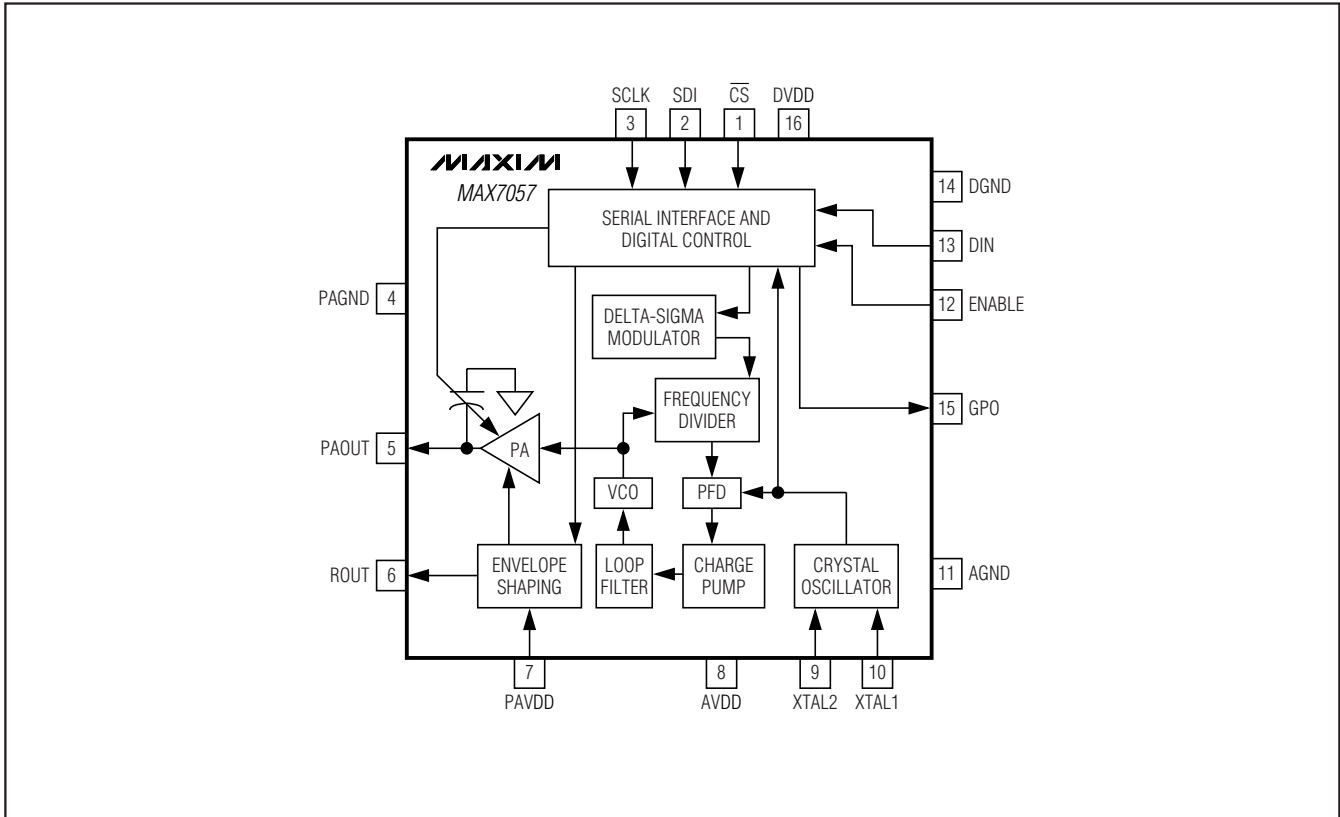 SCLK SDI CS DVDD
3 2 1 16
MAXIM
MAX7057
SERIAL INTERFACE AND
DIGITAL CONTROL
14 DGND
13 DIN
12 ENABLE
PAGND 4
DELTA-SIGMA
MODULATOR
FREQUENCY
DIVIDER
15 GPO
PAOUT 5
PA
VCO
PFD
ROUT 6
ENVELOPE
SHAPING
LOOP
FILTER
CHARGE
PUMP
CRYSTAL
OSCILLATOR
11 AGND
7 8 9 10
PAVDD AVDD XTAL2 XTAL1